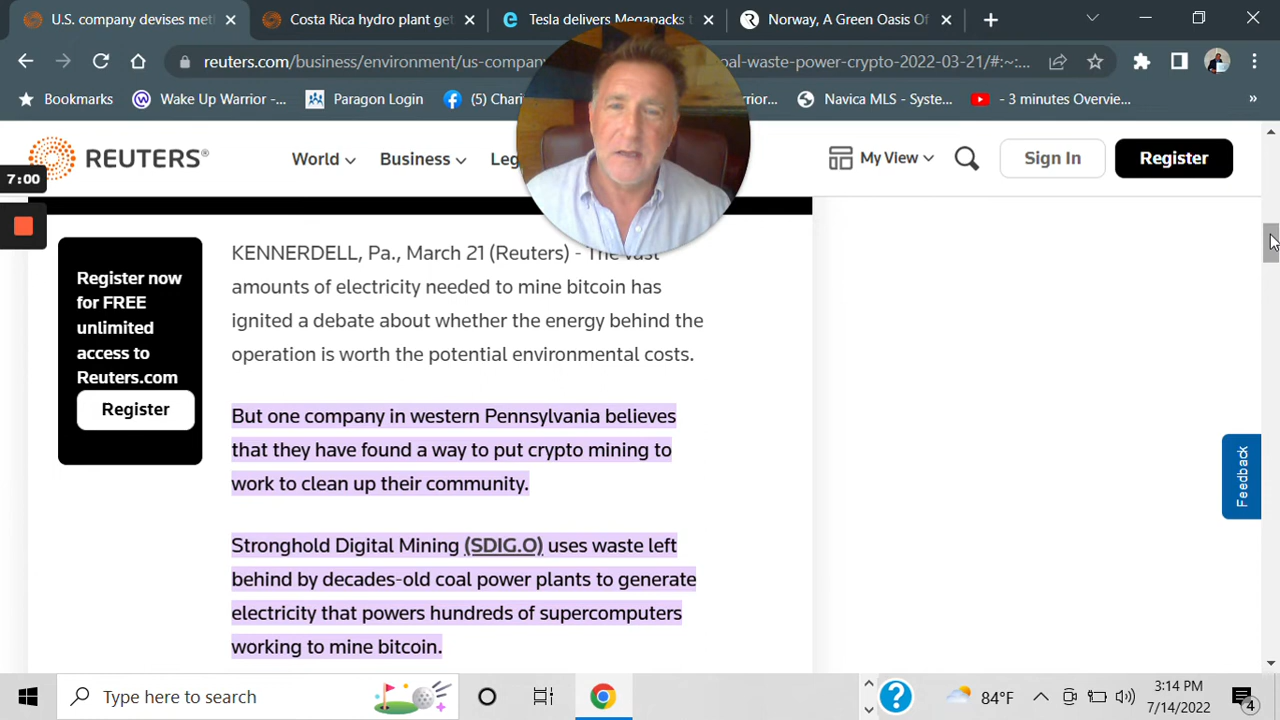 U.S. company devises met
Costa Rica hydro plant get
Tesla delivers Megapacks t
Norway, A Green Oasis Of
reuters.com/business/environment/us-compan
oal-waste-power-crypto-2022-03-21/#:~:...
Bookmarks
Wake Up Warrior - ...
Paragon Login
(5) Chari
rrior...
Navica MLS - Syste...
- 3 minutes Overvie...
»
REUTERS®
World
Business
Leg
My View
Sign In
Register
7:00
Register now
for FREE
unlimited
access to
Reuters.com
Register
KENNERDELL, Pa., March 21 (Reuters) - The vast
amounts of electricity needed to mine bitcoin has
ignited a debate about whether the energy behind the
operation is worth the potential environmental costs.
But one company in western Pennsylvania believes
that they have found a way to put crypto mining to
work to clean up their community.
Stronghold Digital Mining (SDIG.O) uses waste left
behind by decades-old coal power plants to generate
electricity that powers hundreds of supercomputers
working to mine bitcoin.
Feedback
Type here to search
84°F
3:14 PM
7/14/2022
4